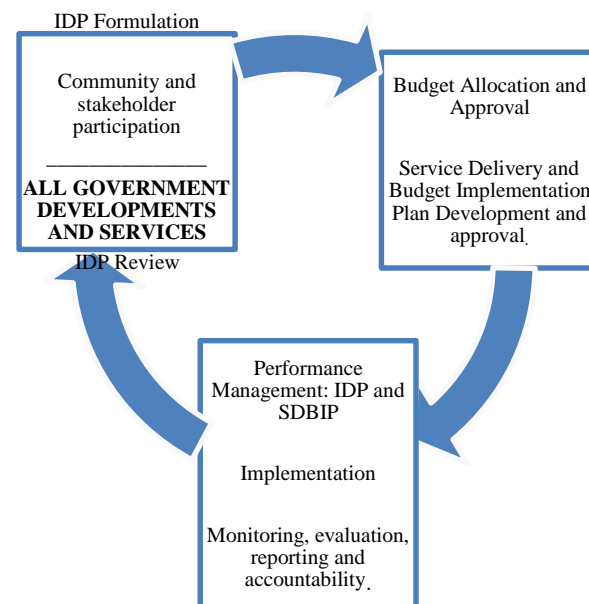 IDP Formulation
Community and
stakeholder
participation
ALL GOVERNMENT
DEVELOPMENTS
AND SERVICES
IDP Review
Budget Allocation and
Approval
Service Delivery and
Budget Implementation
Plan Development and
approval.
Performance
Management: IDP and
SDBIP
Implementation
Monitoring, evaluation,
reporting and
accountability.